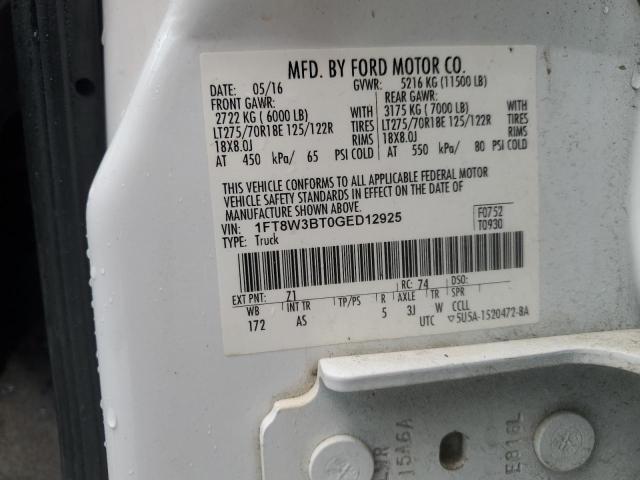 MFD. BY FORD MOTOR CO.
DATE: 05/16 GVWR: 5216 KG (11500 LB)
FRONT GAWR: REAR GAWR:
2722 KG ( 6000 LB) WITH 3175 KG ( 7000 LB) WITH
LT275/70R18E 125/122R TIRES LT275/70R18E 125/122R TIRES
18X8.0J RIMS 18X8.0J RIMS
AT 450 kPa/ 65 PSI COLD AT 550 kPa/ 80 PSI COLD
THIS VEHICLE CONFORMS TO ALL APPLICABLE FEDERAL MOTOR
VEHICLE SAFETY STANDARDS IN EFFECT ON THE DATE OF
MANUFACTURE SHOWN ABOVE.
VIN: 1FT8W3BT0GED12925 F0752
TYPE: Truck T0930
EXT PNT: Z1 RC: 74 DSO:
WB INT TR TP/PS R AXLE TR SPR
172 AS 5 3J W CCLL
UTC ▽5U5A-1520472-BA
15A6A
E816L